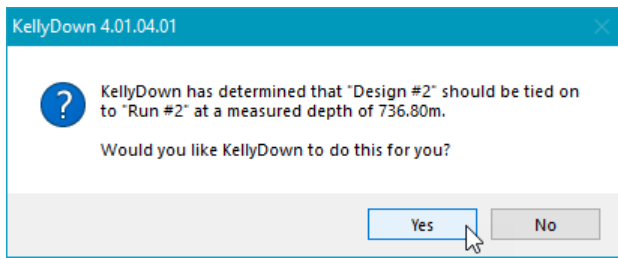 KellyDown 4.01.04.01
?
KellyDown has determined that "Design #2" should be tied on
to "Run #2" at a measured depth of 736.80m.
Would you like KellyDown to do this for you?
Yes No